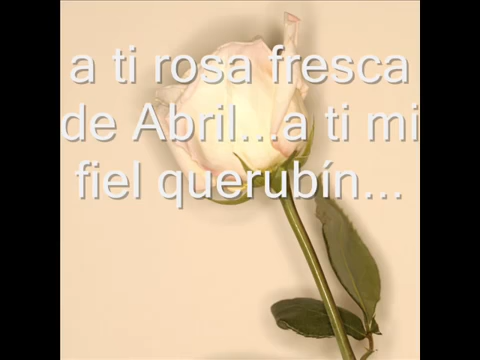 a ti rosa fresca
de Abril...a ti mi
fiel querubín...